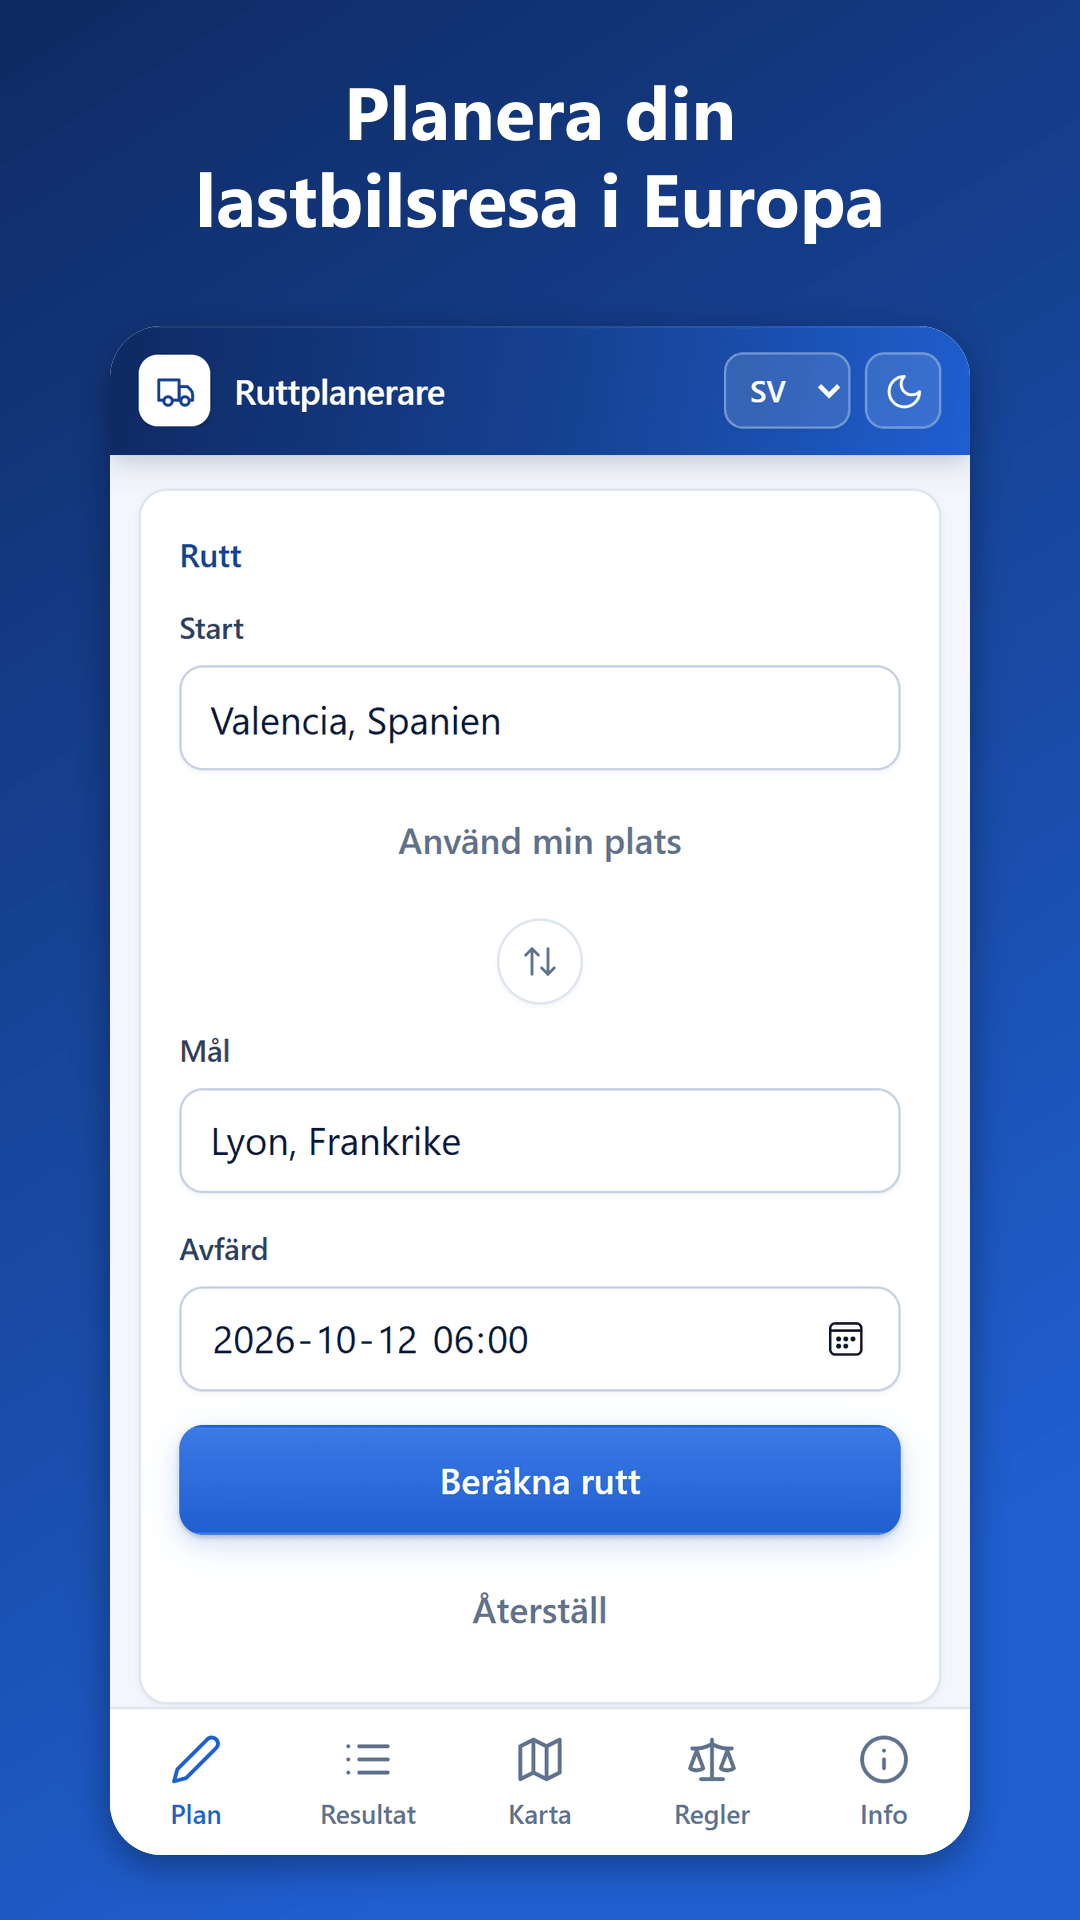 Planera din
lastbilsresa i Europa
Ruttplanerare
SV
Rutt
Start
Valencia, Spanien
Använd min plats
Mål
Lyon, Frankrike
Avfärd
2026-10-12 06:00
Beräkna rutt
Återställ
Plan
Resultat
Karta
Regler
Info